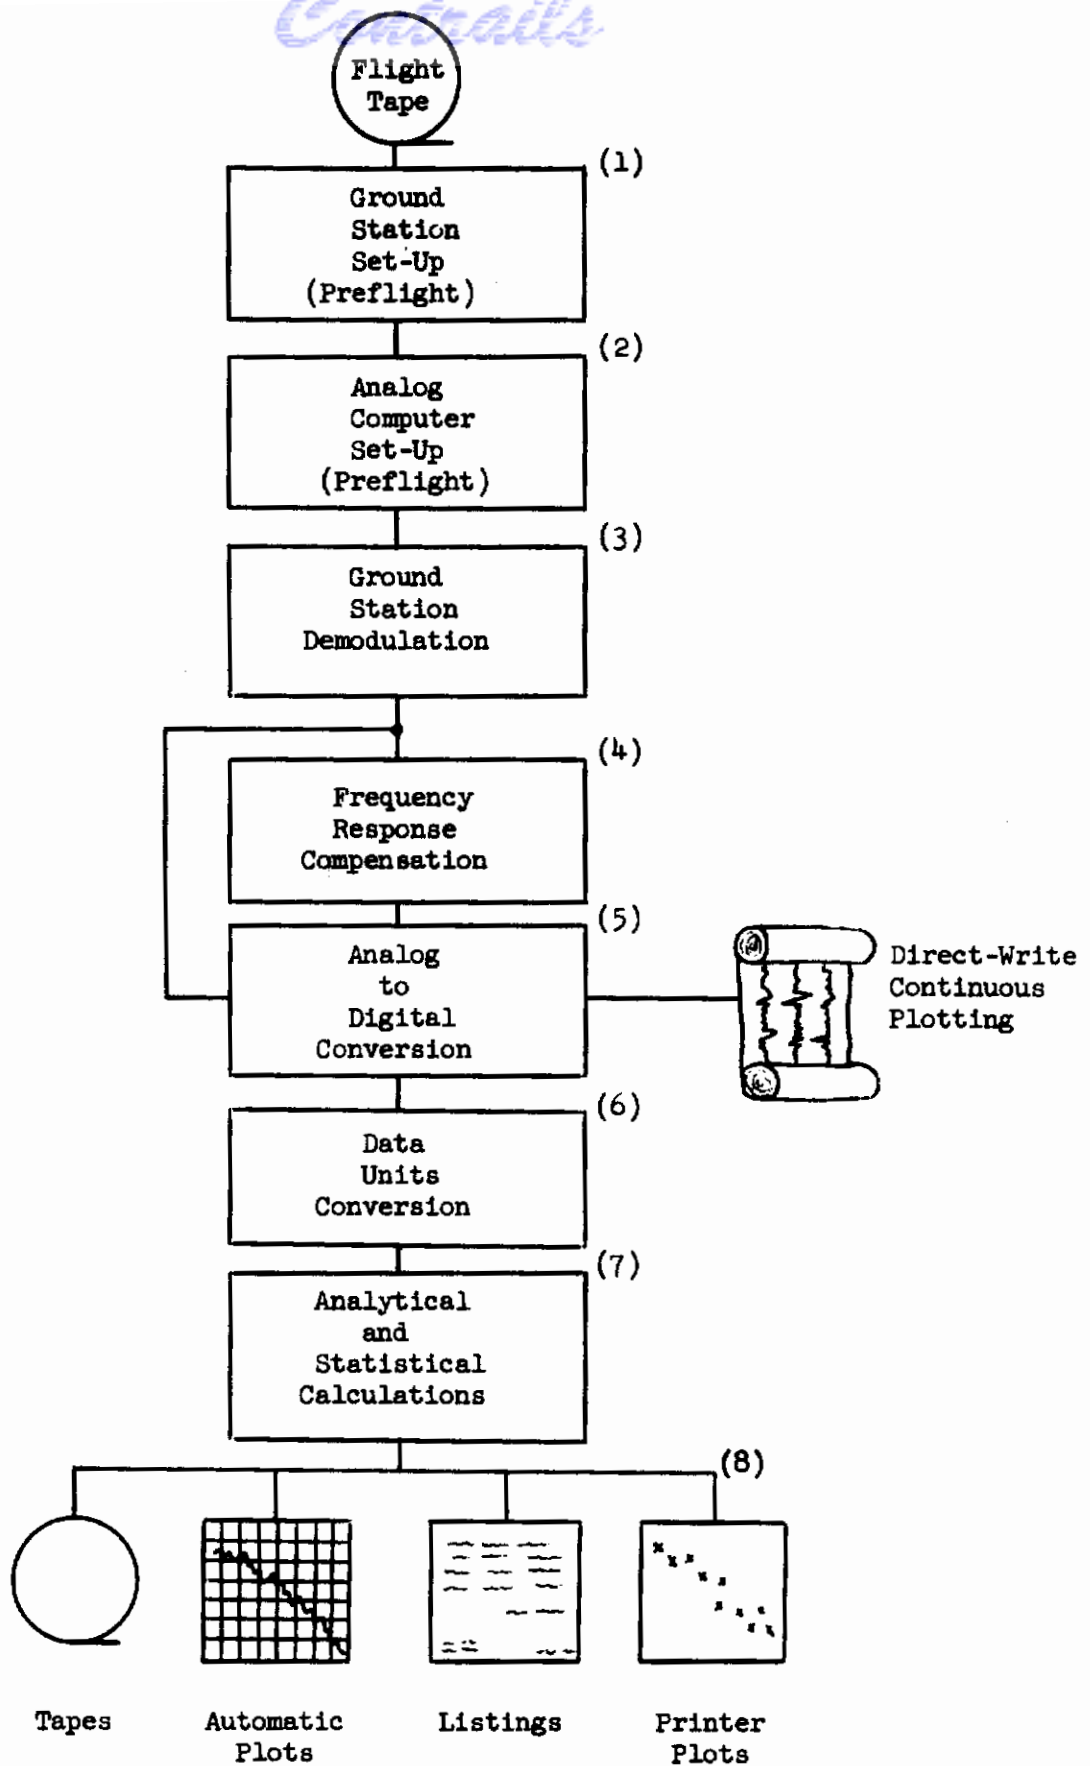 Contrails
Flight
Tape
(1)
Ground
Station
Set-Up
(Preflight)
(2)
Analog
Computer
Set-Up
(Preflight)
(3)
Ground
Station
Demodulation
(4)
Frequency
Response
Compensation
(5)
Analog
to
Digital
Conversion
Direct-Write
Continuous
Plotting
(6)
Data
Units
Conversion
(7)
Analytical
and
Statistical
Calculations
(8)
Tapes
Automatic
Plots
Listings
Printer
Plots